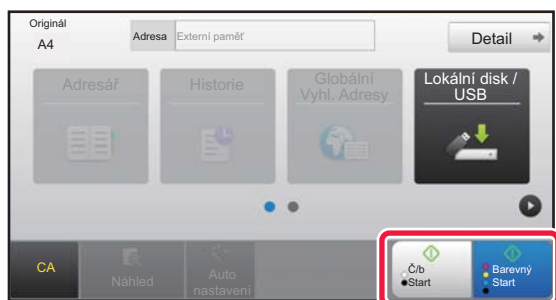 Originál
A4
Adresa
Externí paměť
Detail
Adresář
Historie
Globální
Vyhl. Adresy
Lokální disk /
USB
CA
Náhled
Auto
nastavení
Č/b
Start
Barevný
Start